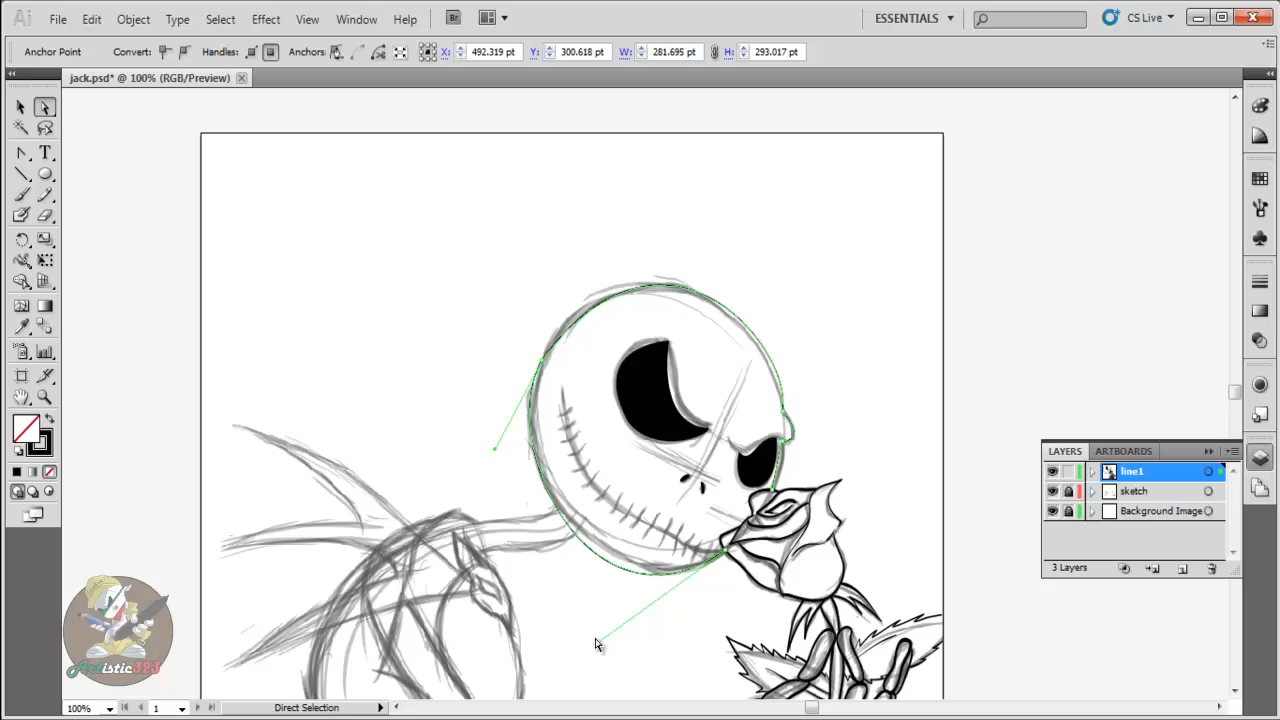 Ai File Edit Object Type Select Effect View Window Help Br ESSENTIALS CS Live
Anchor Point Convert: Handles: Anchors: X: 492.319 pt Y: 300.618 pt W: 281.695 pt H: 293.017 pt
jack.psd* @ 100% (RGB/Preview)
T
LAYERS ARTBOARDS
line1
sketch
Background Image
3 Layers
Artistic323
100% 1 Direct Selection